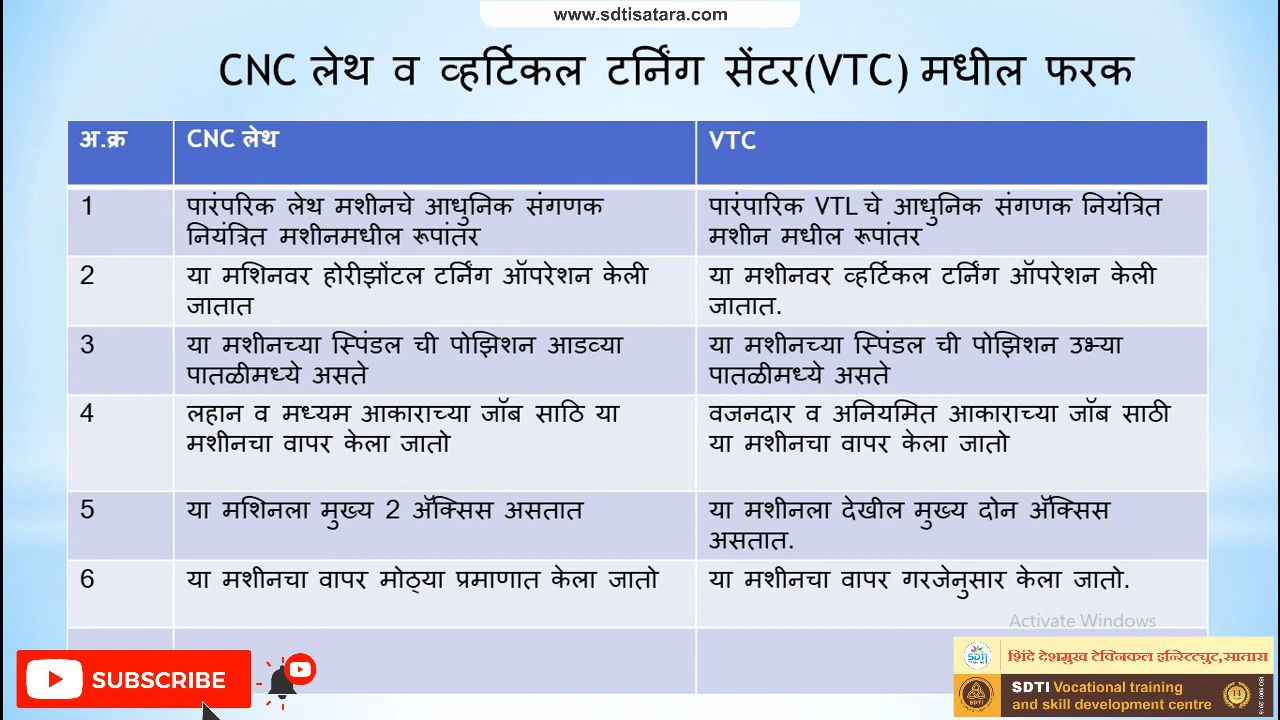 www.sdtisatara.com
CNC लेथ व व्हर्टिकल टर्निंग सेंटर(VTC) मधील फरक
अ.क्र
CNC लेथ
VTC
1
पारंपरिक लेथ मशीनचे आधुनिक संगणक
नियंत्रित मशीनमधील रूपांतर
पारंपारिक VTL चे आधुनिक संगणक नियंत्रित
मशीन मधील रूपांतर
2
या मशिनवर होरीझोंटल टर्निंग ऑपरेशन केली
जातात
या मशीनवर व्हर्टिकल टर्निंग ऑपरेशन केली
जातात.
3
या मशीनच्या स्पिंडल ची पोझिशन आडव्या
पातळीमध्ये असते
या मशीनच्या स्पिंडल ची पोझिशन उभ्या
पातळीमध्ये असते
4
लहान व मध्यम आकाराच्या जॉब साठि या
मशीनचा वापर केला जातो
वजनदार व अनियमित आकाराच्या जॉब साठी
या मशीनचा वापर केला जातो
5
या मशिनला मुख्य 2 ॲक्सिस असतात
या मशीनला देखील मुख्य दोन ॲक्सिस
असतात.
6
या मशीनचा वापर मोठ्या प्रमाणात केला जातो
या मशीनचा वापर गरजेनुसार केला जातो.
Activate Windows
SUBSCRIBE
SDTI
शिंदे देशमुख टेक्निकल इन्स्टिट्युट,सातारा
SDTI Vocational training
and skill development centre